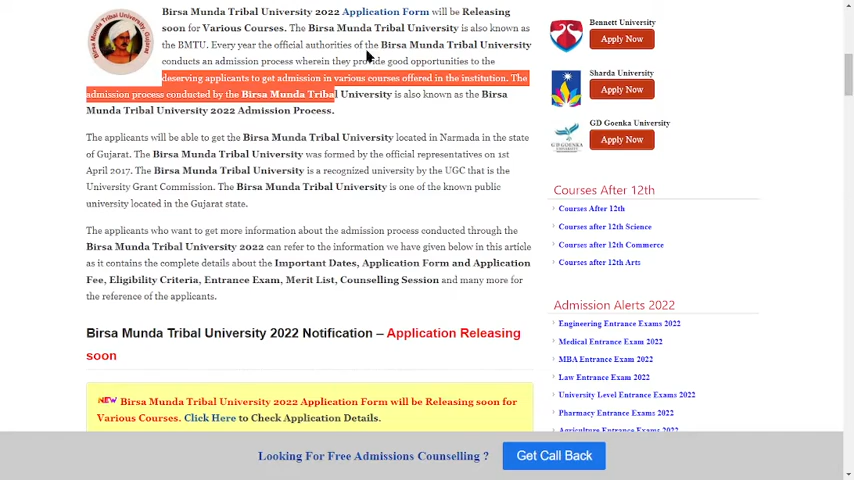 Birsa Munda Tribal University 2022 Application Form will be Releasing
soon for Various Courses. The Birsa Munda Tribal University is also known as
the BMTU. Every year the official authorities of the Birsa Munda Tribal University
conducts an admission process wherein they provide good opportunities to the
deserving applicants to get admission in various courses offered in the institution. The
admission process conducted by the Birsa Munda Tribal University is also known as the Birsa
Munda Tribal University 2022 Admission Process.
The applicants will be able to get the Birsa Munda Tribal University located in Narmada in the state
of Gujarat. The Birsa Munda Tribal University was formed by the official representatives on 1st
April 2017. The Birsa Munda Tribal University is a recognized university by the UGC that is the
University Grant Commission. The Birsa Munda Tribal University is one of the known public
university located in the Gujarat state.
The applicants who want to get more information about the admission process conducted through the
Birsa Munda Tribal University 2022 can refer to the information we have given below in this article
as it contains the complete details about the Important Dates, Application Form and Application
Fee, Eligibility Criteria, Entrance Exam, Merit List, Counselling Session and many more for
the reference of the applicants.
Birsa Munda Tribal University 2022 Notification – Application Releasing
soon
NEW Birsa Munda Tribal University 2022 Application Form will be Releasing soon for
Various Courses. Click Here to Check Application Details.
Bennett University
Apply Now
Sharda University
Apply Now
GD Goenka University
Apply Now
Courses After 12th
Courses After 12th
Courses after 12th Science
Courses after 12th Commerce
Courses after 12th Arts
Admission Alerts 2022
Engineering Entrance Exams 2022
Medical Entrance Exam 2022
MBA Entrance Exam 2022
Law Entrance Exam 2022
University Level Entrance Exams 2022
Pharmacy Entrance Exams 2022
Agriculture Entrance Exams 2022
Looking For Free Admissions Counselling ?
Get Call Back